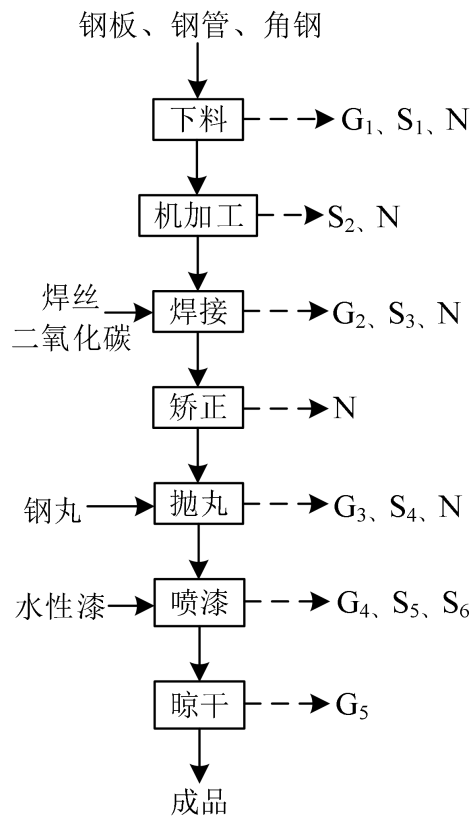 钢板、钢管、角钢
下料
G₁、S₁、N
机加工
S₂、N
焊丝
二氧化碳
焊接
G₂、S₃、N
矫正
N
钢丸
抛丸
G₃、S₄、N
水性漆
喷漆
G₄、S₅、S₆
晾干
G₅
成品